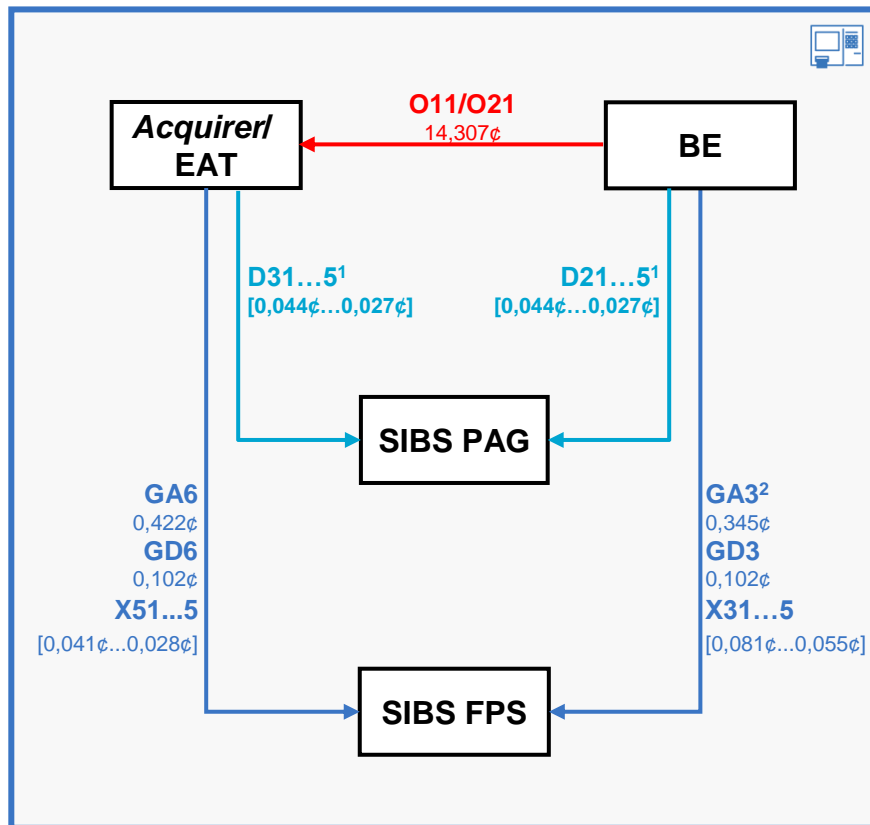 O11/O21
14,307¢
Acquirer/
EAT
BE
D31…5¹
[0,044¢…0,027¢]
D21…5¹
[0,044¢…0,027¢]
SIBS PAG
GA6
0,422¢
GD6
0,102¢
X51...5
[0,041¢...0,028¢]
GA3²
0,345¢
GD3
0,102¢
X31…5
[0,081¢...0,055¢]
SIBS FPS